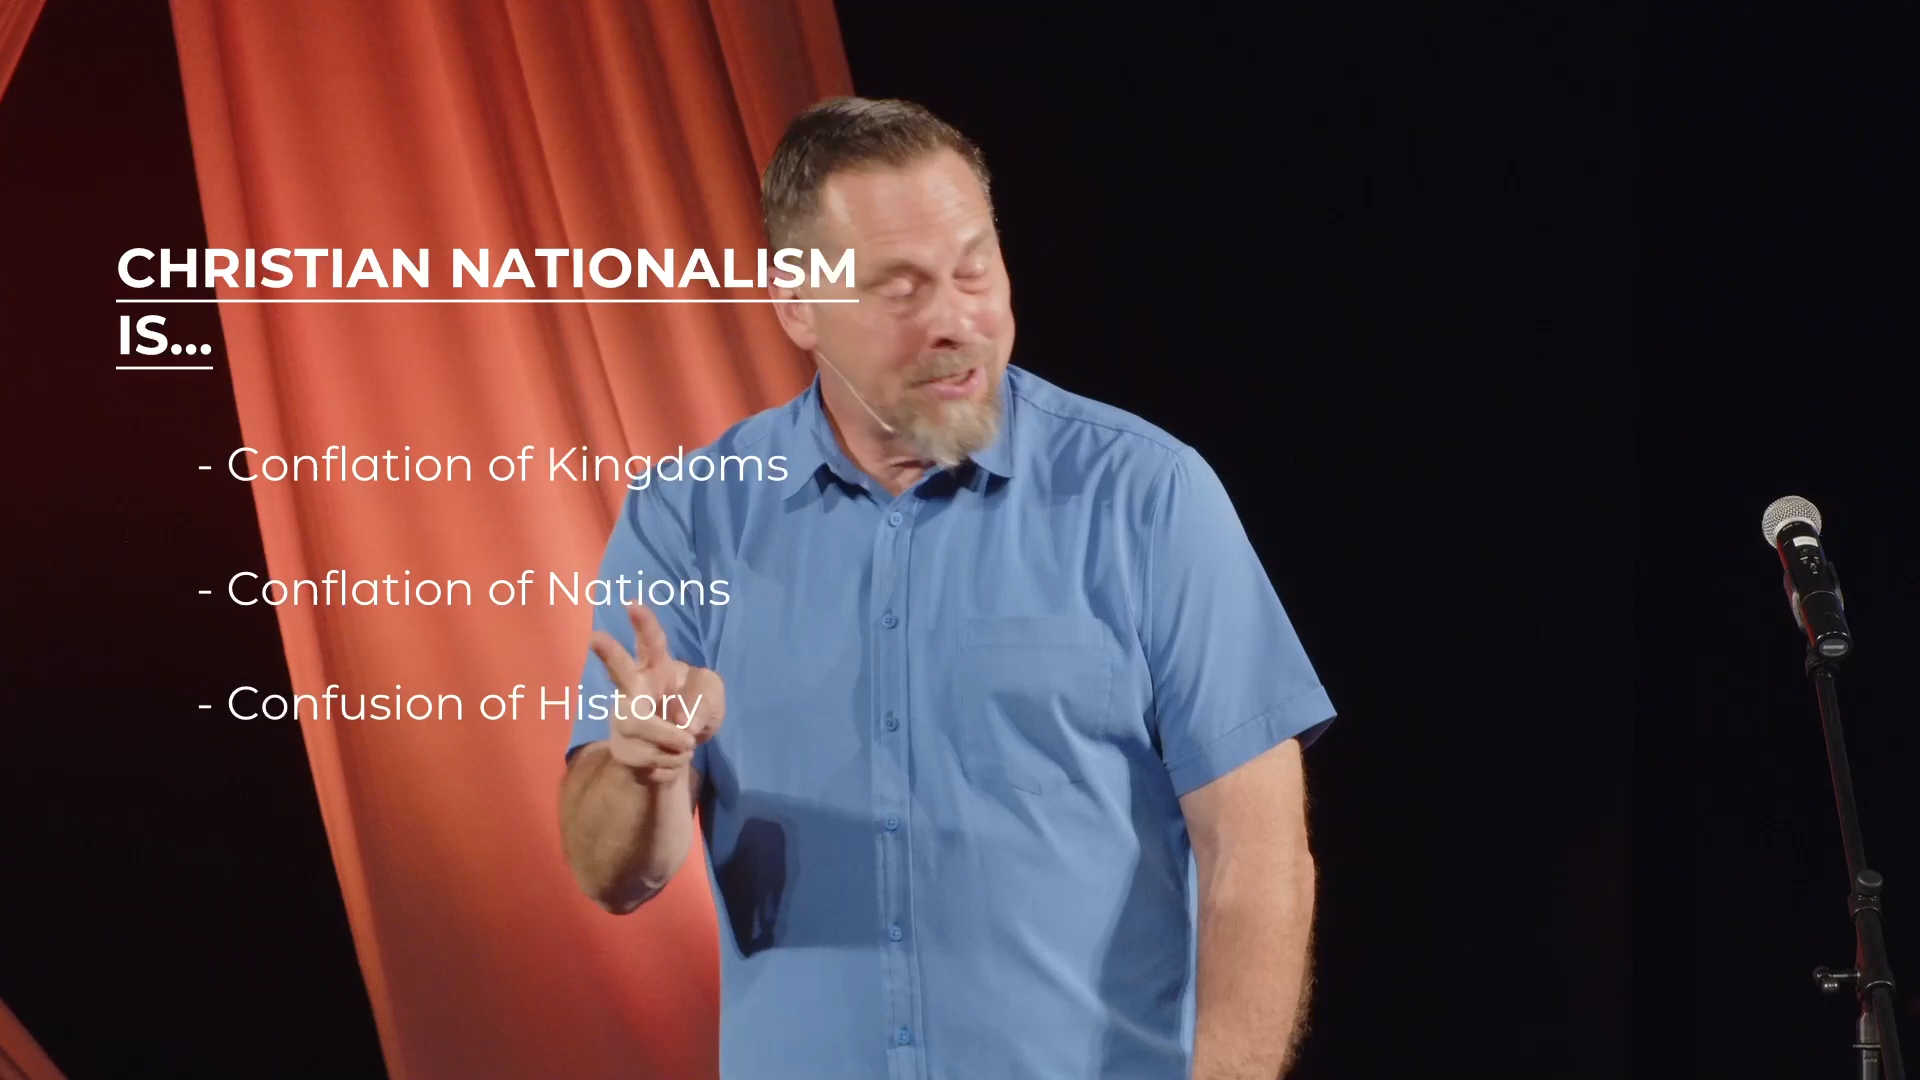 CHRISTIAN NATIONALISM
IS...
- Conflation of Kingdoms
- Conflation of Nations
- Confusion of History